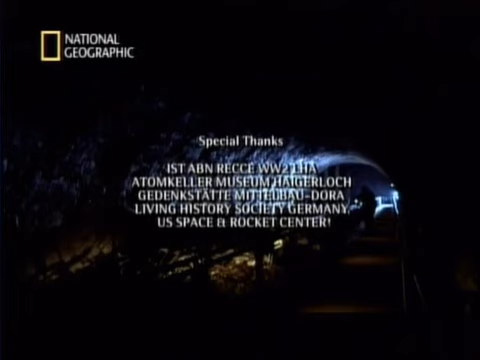 NATIONAL
GEOGRAPHIC
Special Thanks
1ST ABN RECCE WW2 LHA
ATOMKELLER MUSEUM HAIGERLOCH
GEDENKSTÄTTE MITTELBAU-DORA
LIVING HISTORY SOCIETY GERMANY
US SPACE & ROCKET CENTER